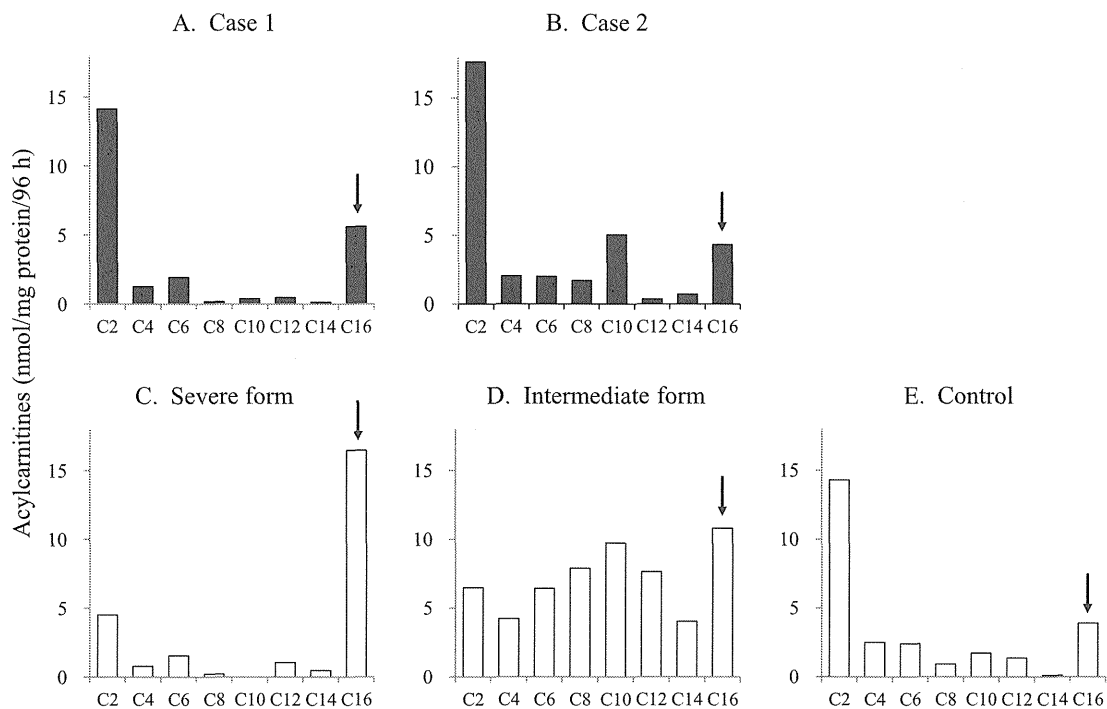 A. Case 1
B. Case 2
Acylcarnitines (nmol/mg protein/96 h)
15
10
5
0
C2 C4 C6 C8 C10 C12 C14 C16
15
10
5
0
C2 C4 C6 C8 C10 C12 C14 C16
C. Severe form
D. Intermediate form
E. Control
15
10
5
0
C2 C4 C6 C8 C10 C12 C14 C16
15
10
5
0
C2 C4 C6 C8 C10 C12 C14 C16
15
10
5
0
C2 C4 C6 C8 C10 C12 C14 C16